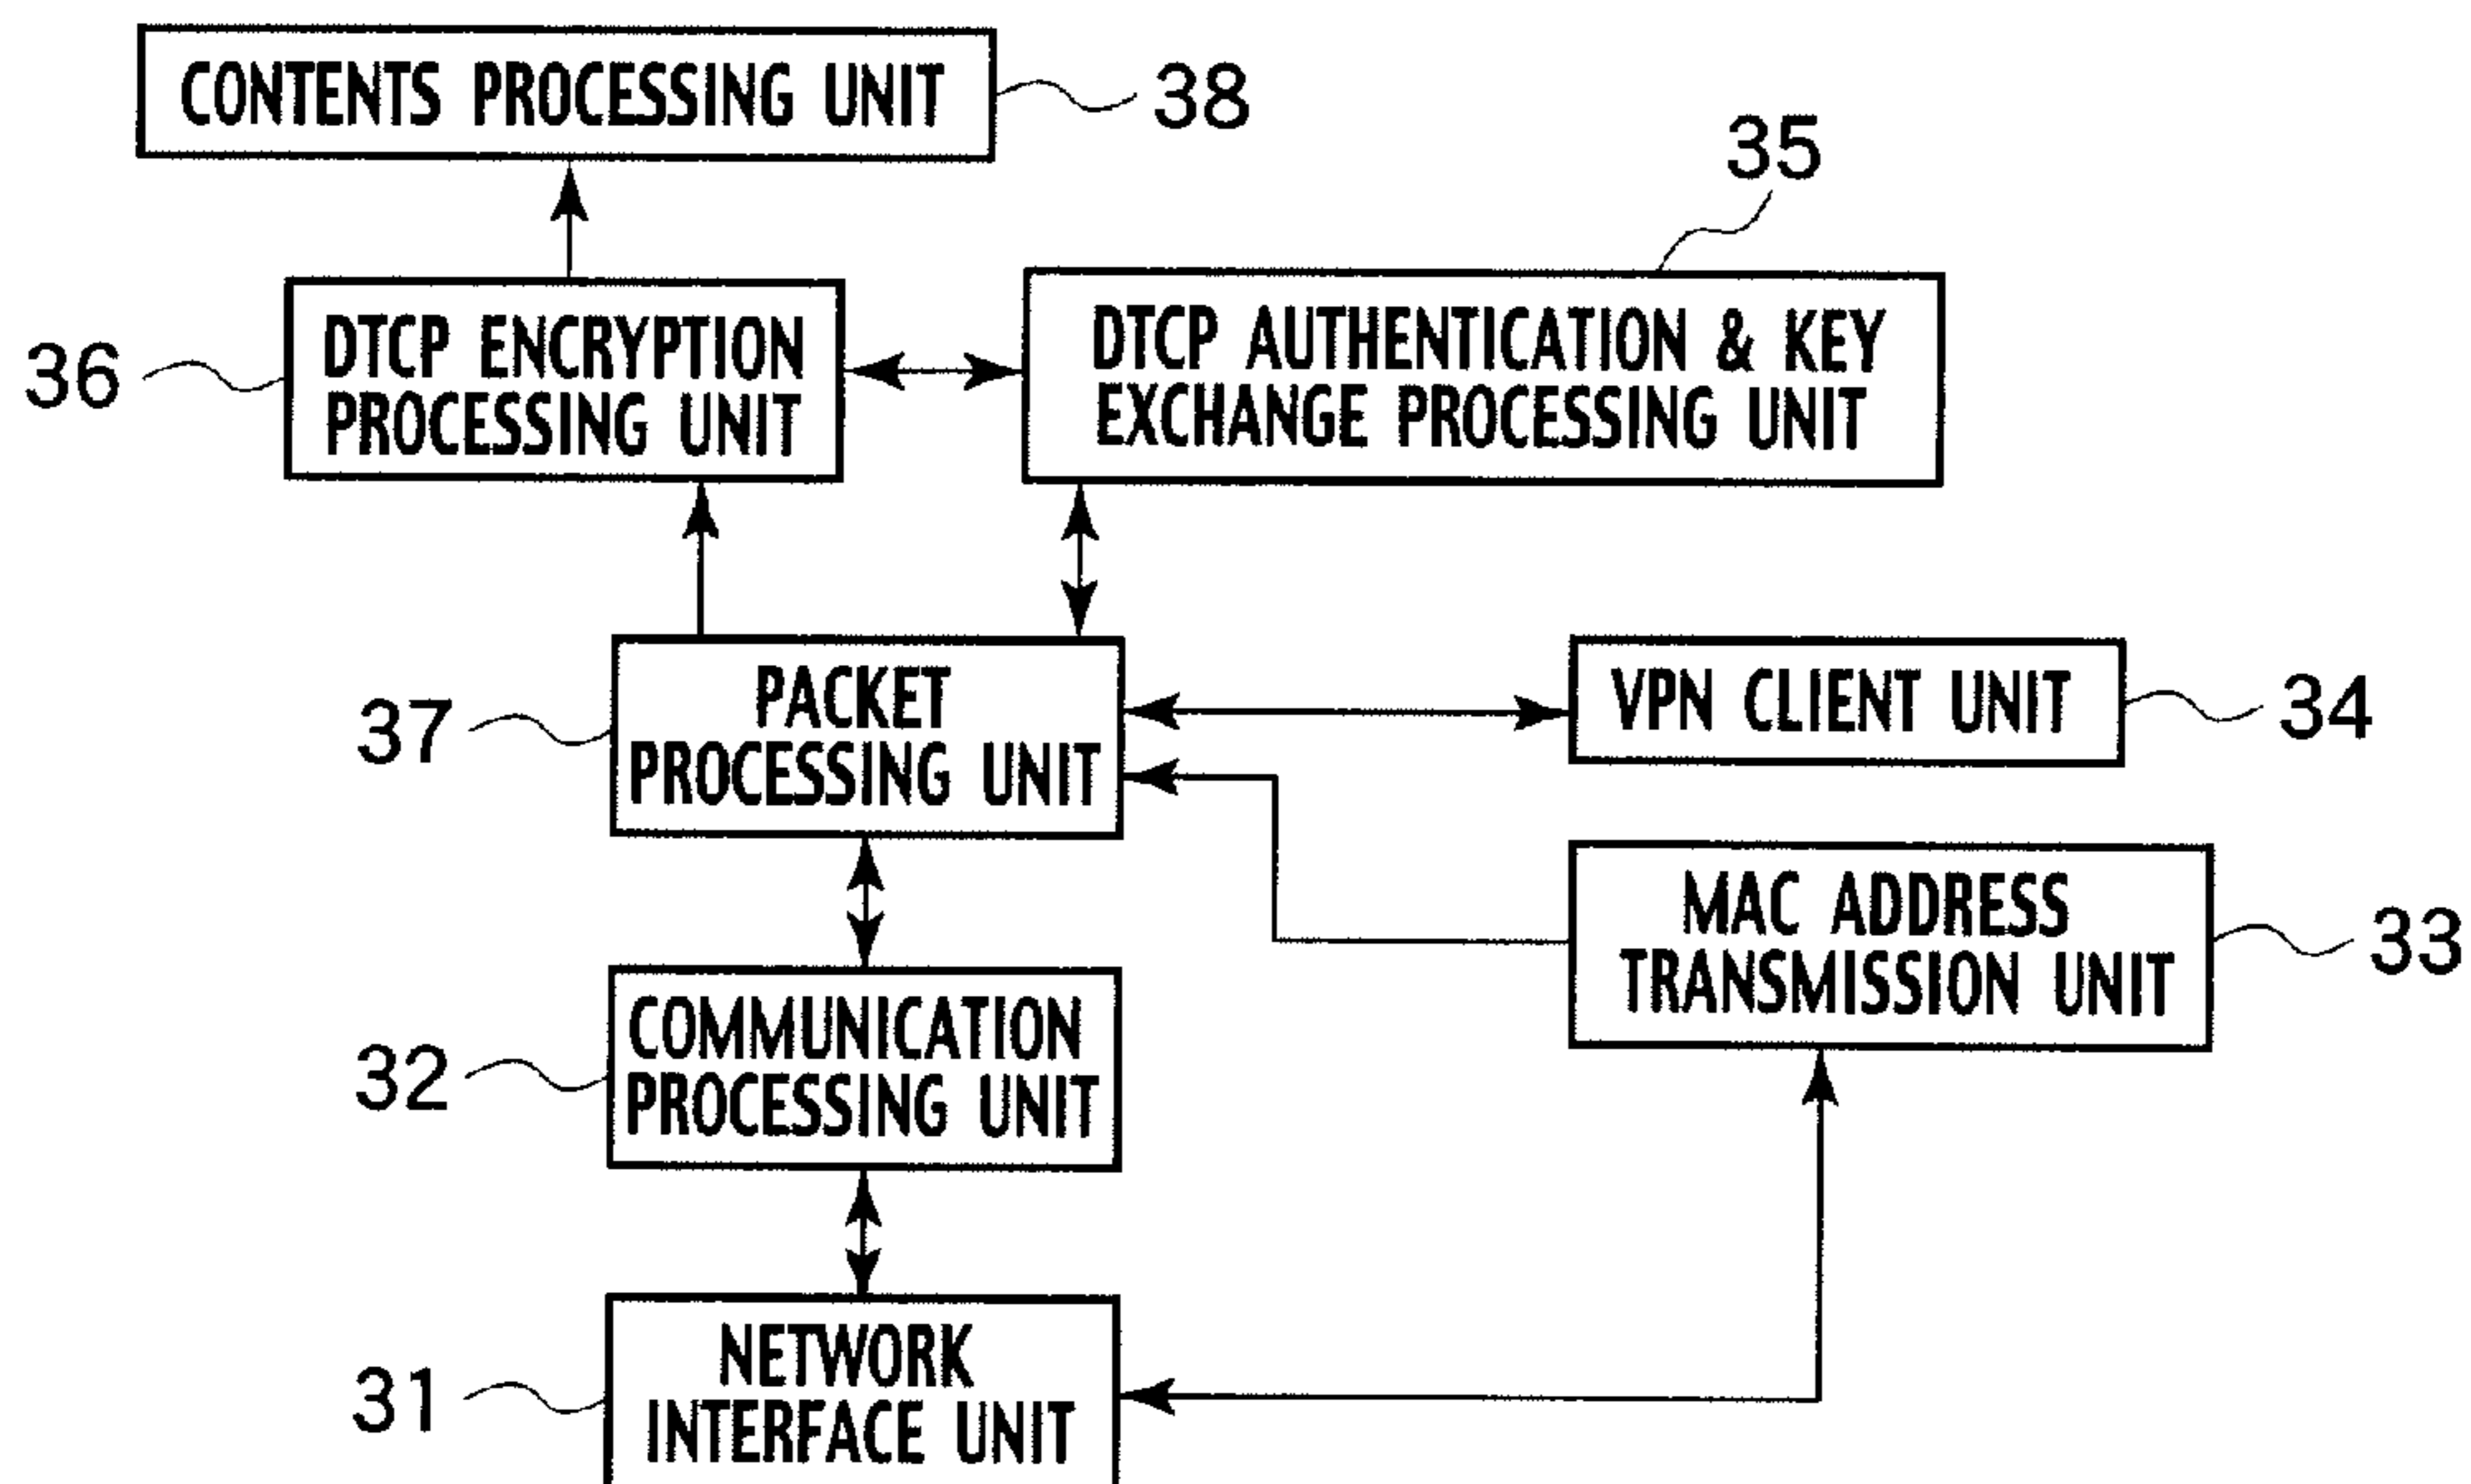 CONTENTS PROCESSING UNIT
38
35
36
DTCP ENCRYPTION
PROCESSING UNIT
DTCP AUTHENTICATION & KEY
EXCHANGE PROCESSING UNIT
37
PACKET
PROCESSING UNIT
VPN CLIENT UNIT
34
MAC ADDRESS
TRANSMISSION UNIT
33
32
COMMUNICATION
PROCESSING UNIT
31
NETWORK
INTERFACE UNIT